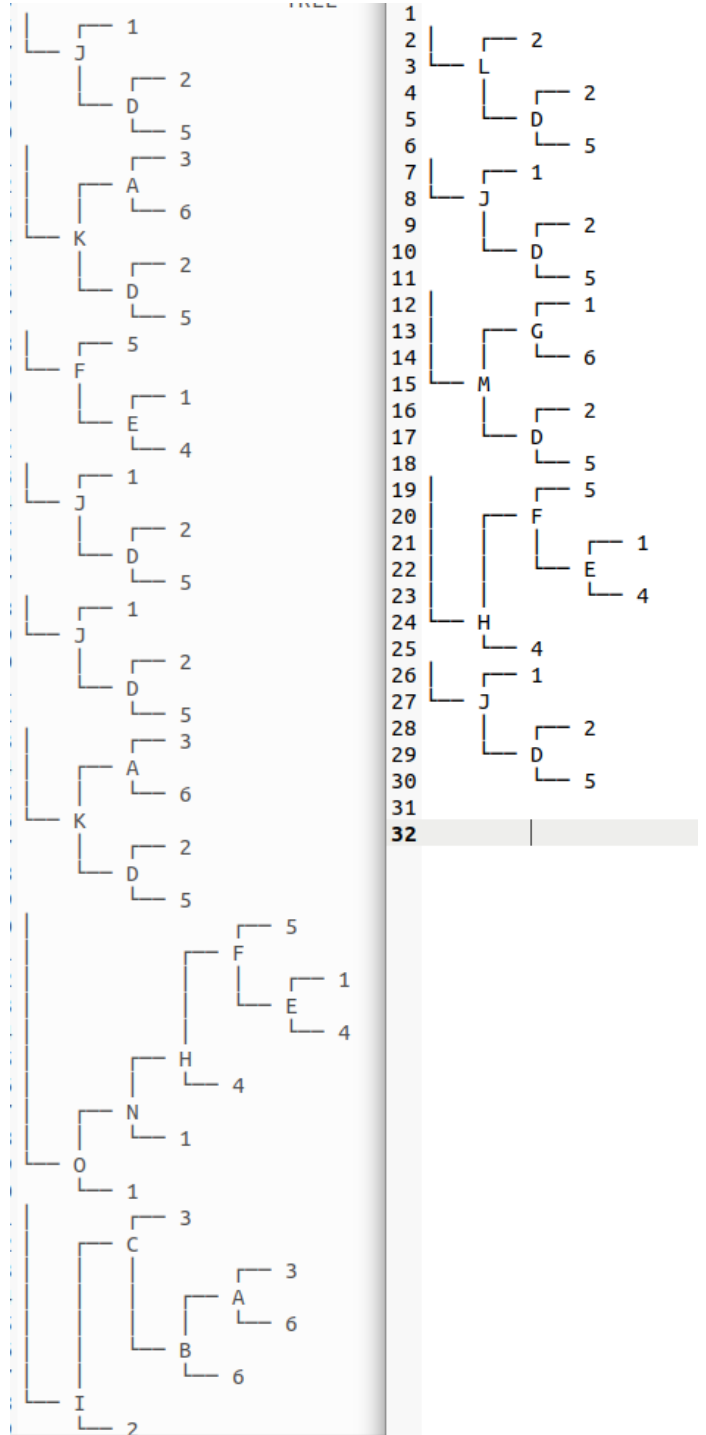 1
J
2
D
5
3
A
6
K
2
D
5
5
F
1
E
4
1
J
2
D
5
1
J
2
D
5
3
A
6
K
2
D
5
5
F
1
E
4
H
4
N
1
O
1
3
C
3
A
6
B
6
I
2
1
2 │ ┌── 2
3 └── L
4 │ ┌── 2
5 └── D
6 └── 5
7 │ ┌── 1
8 └── J
9 │ ┌── 2
10 └── D
11 └── 5
12 │ ┌── 1
13 │ ┌── G
14 │ │ └── 6
15 └── M
16 │ ┌── 2
17 └── D
18 └── 5
19 │ ┌── 5
20 │ ┌── F
21 │ │ │ ┌── 1
22 │ │ └── E
23 │ │ └── 4
24 └── H
25 └── 4
26 │ ┌── 1
27 └── J
28 │ ┌── 2
29 └── D
30 └── 5
31
32